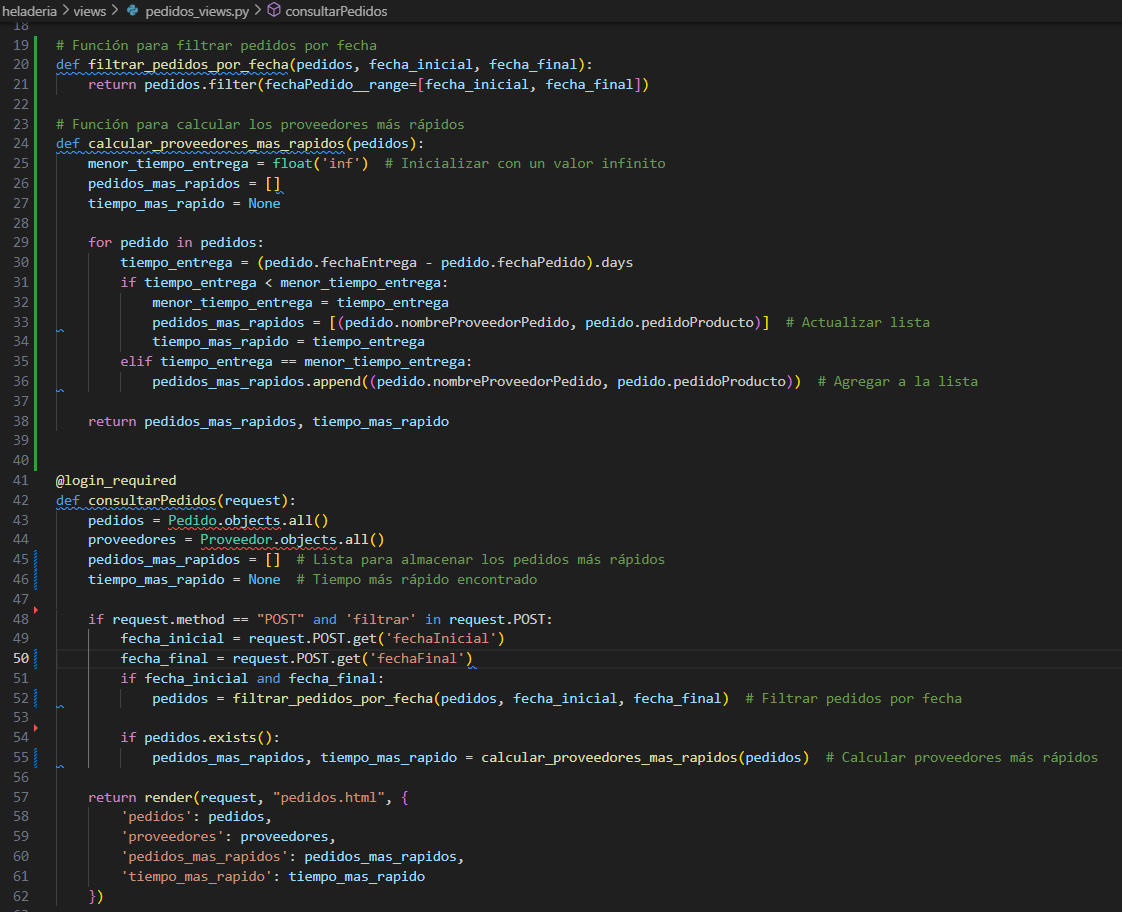 heladeria > views > pedidos_views.py > consultarPedidos
18
19 # Función para filtrar pedidos por fecha
20 def filtrar_pedidos_por_fecha(pedidos, fecha_inicial, fecha_final):
21     return pedidos.filter(fechaPedido__range=[fecha_inicial, fecha_final])
22
23 # Función para calcular los proveedores más rápidos
24 def calcular_proveedores_mas_rapidos(pedidos):
25     menor_tiempo_entrega = float('inf')  # Inicializar con un valor infinito
26     pedidos_mas_rapidos = []
27     tiempo_mas_rapido = None
28
29     for pedido in pedidos:
30         tiempo_entrega = (pedido.fechaEntrega - pedido.fechaPedido).days
31         if tiempo_entrega < menor_tiempo_entrega:
32             menor_tiempo_entrega = tiempo_entrega
33             pedidos_mas_rapidos = [(pedido.nombreProveedorPedido, pedido.pedidoProducto)]  # Actualizar lista
34             tiempo_mas_rapido = tiempo_entrega
35         elif tiempo_entrega == menor_tiempo_entrega:
36             pedidos_mas_rapidos.append((pedido.nombreProveedorPedido, pedido.pedidoProducto))  # Agregar a la lista
37
38     return pedidos_mas_rapidos, tiempo_mas_rapido
39
40
41 @login_required
42 def consultarPedidos(request):
43     pedidos = Pedido.objects.all()
44     proveedores = Proveedor.objects.all()
45     pedidos_mas_rapidos = []  # Lista para almacenar los pedidos más rápidos
46     tiempo_mas_rapido = None  # Tiempo más rápido encontrado
47
48     if request.method == "POST" and 'filtrar' in request.POST:
49         fecha_inicial = request.POST.get('fechaInicial')
50         fecha_final = request.POST.get('fechaFinal')
51         if fecha_inicial and fecha_final:
52             pedidos = filtrar_pedidos_por_fecha(pedidos, fecha_inicial, fecha_final)  # Filtrar pedidos por fecha
53
54         if pedidos.exists():
55             pedidos_mas_rapidos, tiempo_mas_rapido = calcular_proveedores_mas_rapidos(pedidos)  # Calcular proveedores más rápidos
56
57     return render(request, "pedidos.html", {
58         'pedidos': pedidos,
59         'proveedores': proveedores,
60         'pedidos_mas_rapidos': pedidos_mas_rapidos,
61         'tiempo_mas_rapido': tiempo_mas_rapido
62     })